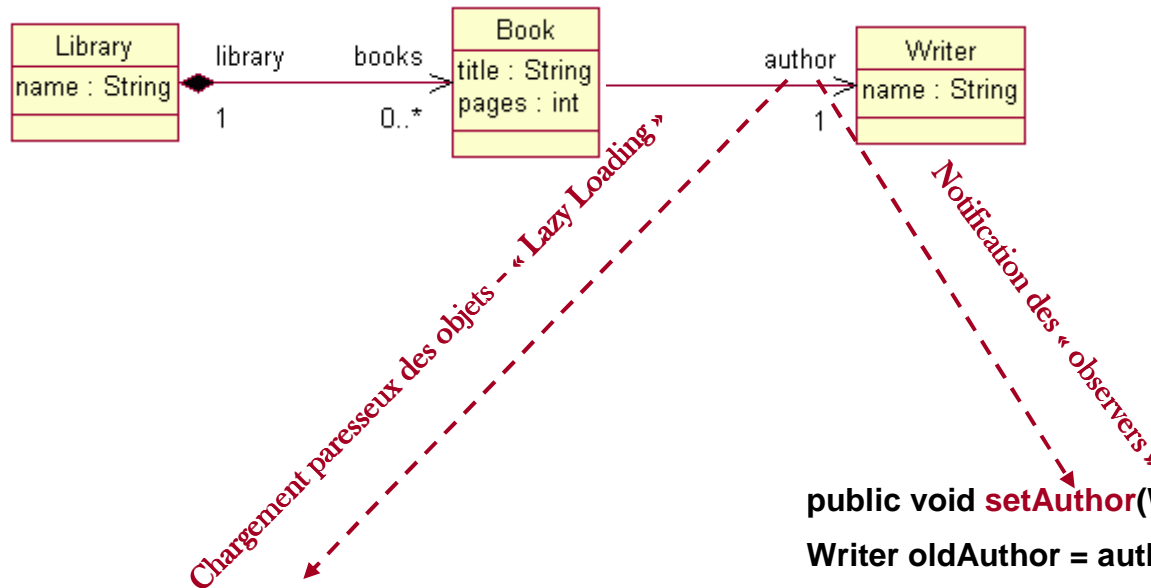 Library
name : String
library
1
books
0..*
Book
title : String
pages : int
author
1
Writer
name : String
Chargement paresseux des objets - « Lazy Loading »
Notification des « observers »
public void setAuthor(
Writer oldAuthor = auth